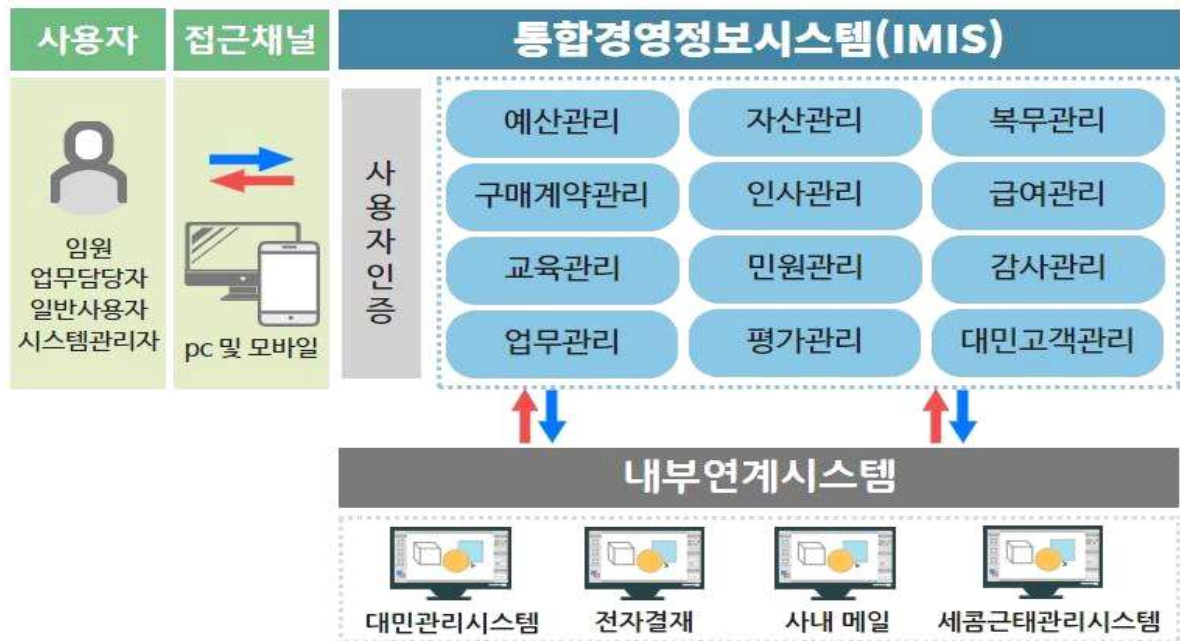 사용자
접근채널
통합경영정보시스템(IMIS)
임원
업무담당자
일반사용자
시스템관리자
pc 및 모바일
사용자인증
예산관리 자산관리 복무관리
구매계약관리 인사관리 급여관리
교육관리 민원관리 감사관리
업무관리 평가관리 대민고객관리
내부연계시스템
대민관리시스템 전자결재 사내 메일 세콤근태관리시스템